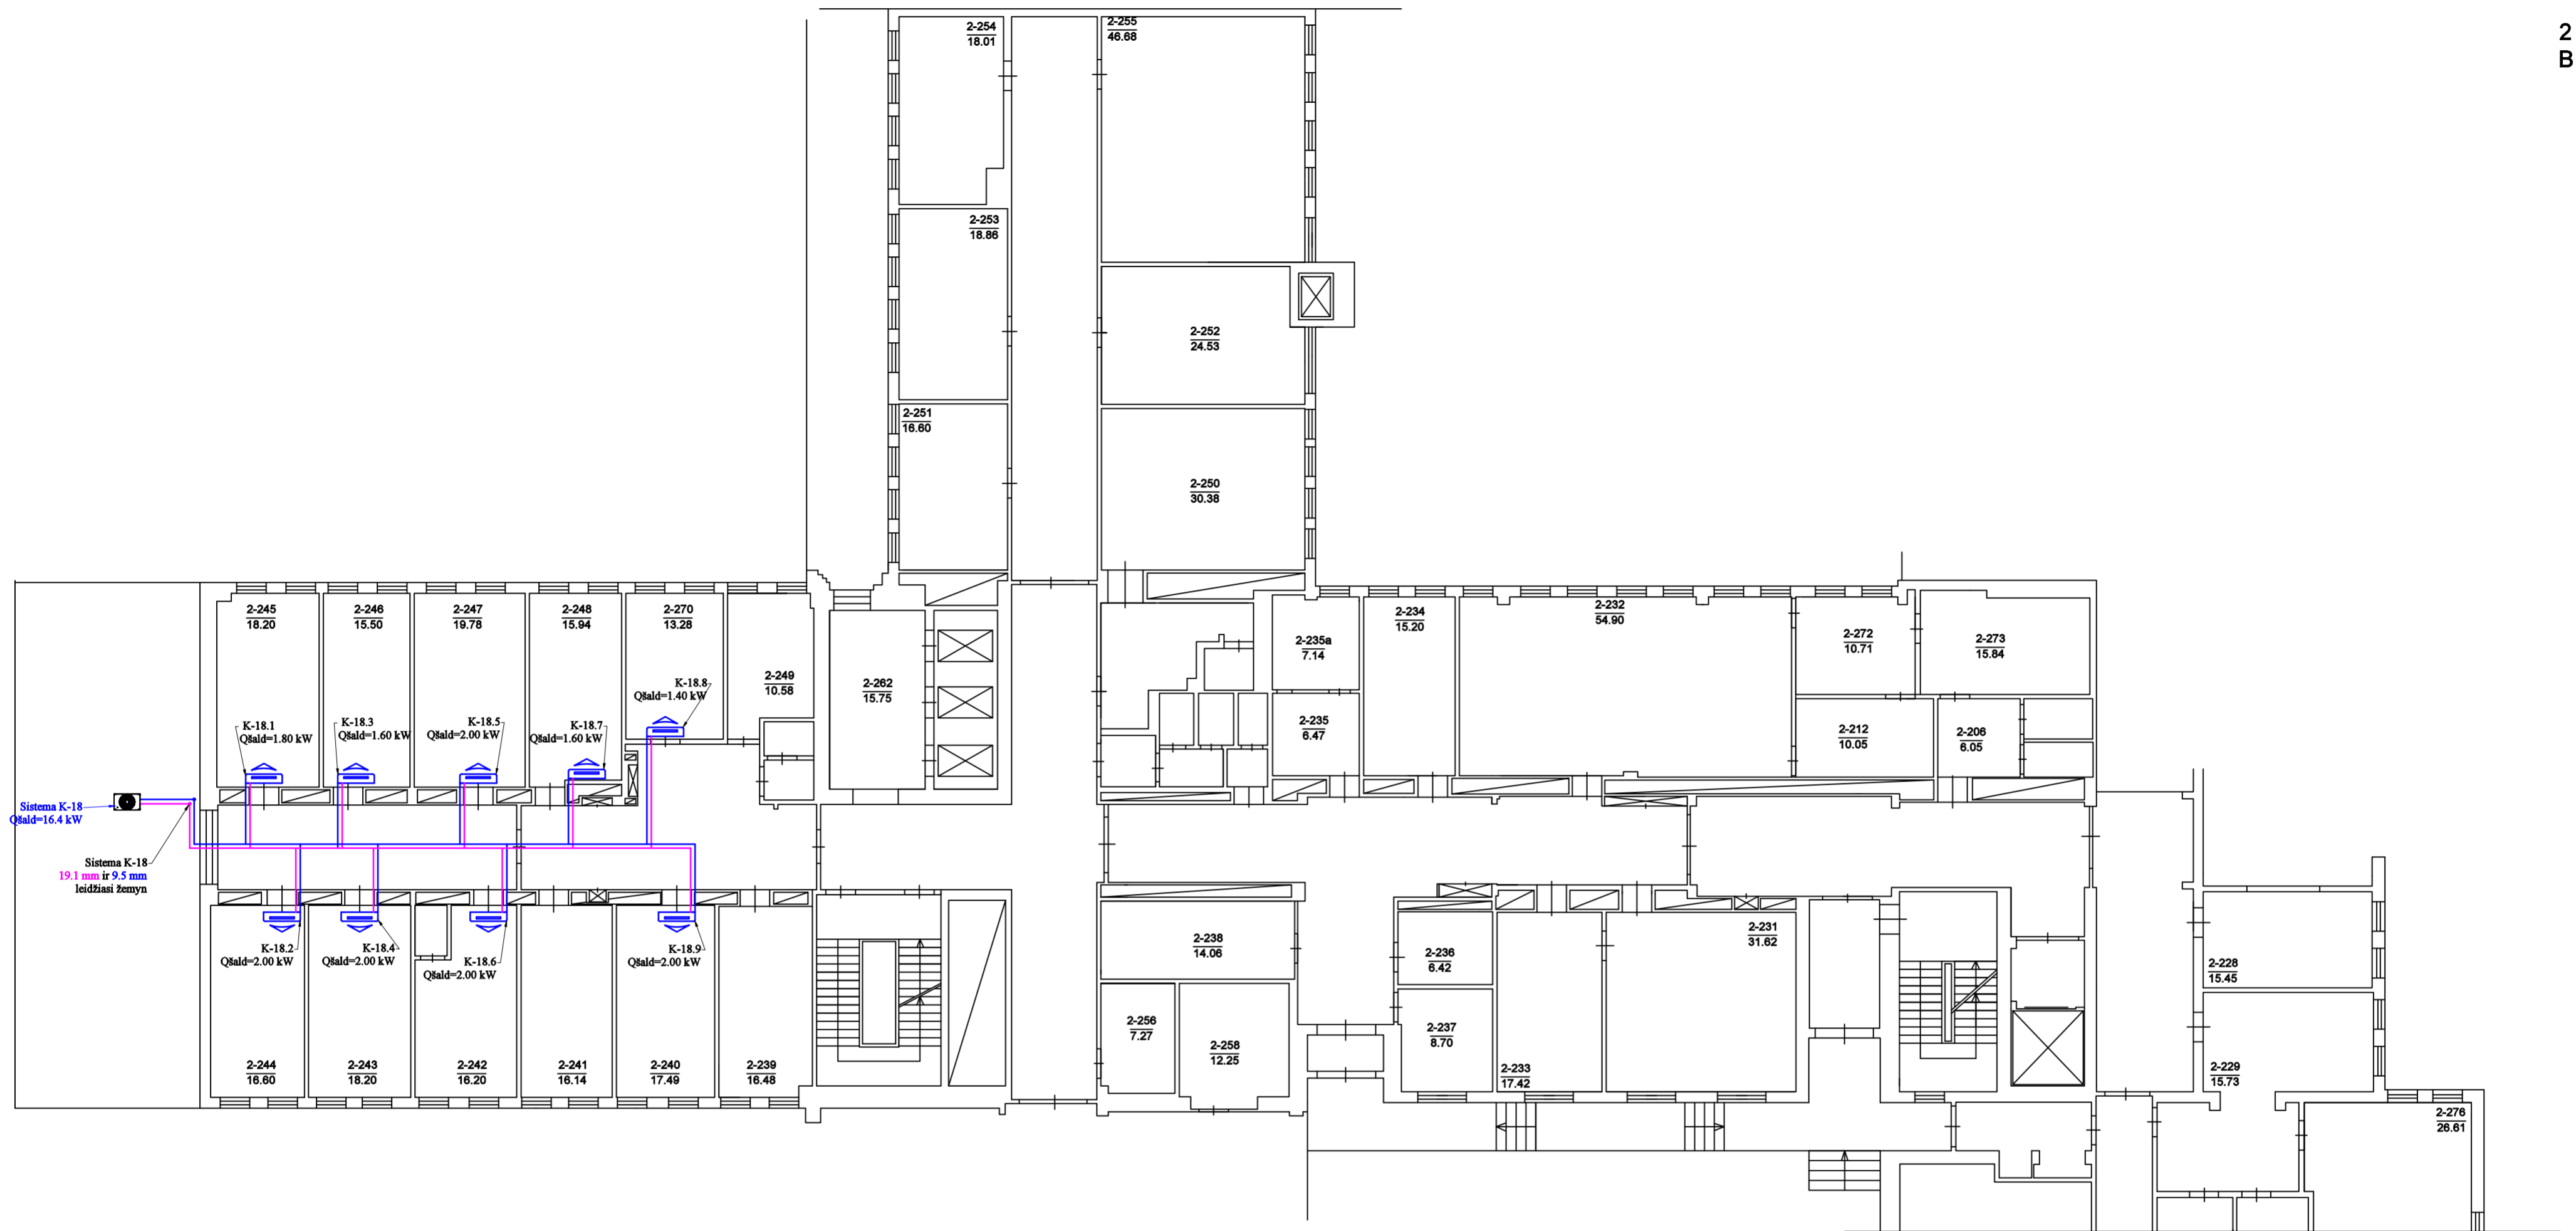 2
B
2-254
18.01
2-255
46.68
2-253
18.86
2-252
24.53
2-251
16.60
2-250
30.38
2-245
18.20
2-246
15.50
2-247
19.78
2-248
15.94
2-270
13.28
2-249
10.58
2-262
15.75
2-235a
7.14
2-234
15.20
2-232
54.90
2-272
10.71
2-273
15.84
2-235
6.47
2-212
10.05
2-206
6.05
K-18.8
Qšald=1.40 kW
K-18.1
Qšald=1.80 kW
K-18.3
Qšald=1.60 kW
K-18.5
Qšald=2.00 kW
K-18.7
Qšald=1.60 kW
Sistema K-18
Qšald=16.4 kW
Sistema K-18
19.1 mm ir 9.5 mm
leidžiasi žemyn
K-18.2
Qšald=2.00 kW
K-18.4
Qšald=2.00 kW
K-18.6
Qšald=2.00 kW
K-18.9
Qšald=2.00 kW
2-238
14.06
2-236
6.42
2-231
31.62
2-228
15.45
2-256
7.27
2-258
12.25
2-237
8.70
2-233
17.42
2-229
15.73
2-244
16.60
2-243
18.20
2-242
16.20
2-241
16.14
2-240
17.49
2-239
16.48
2-276
26.61